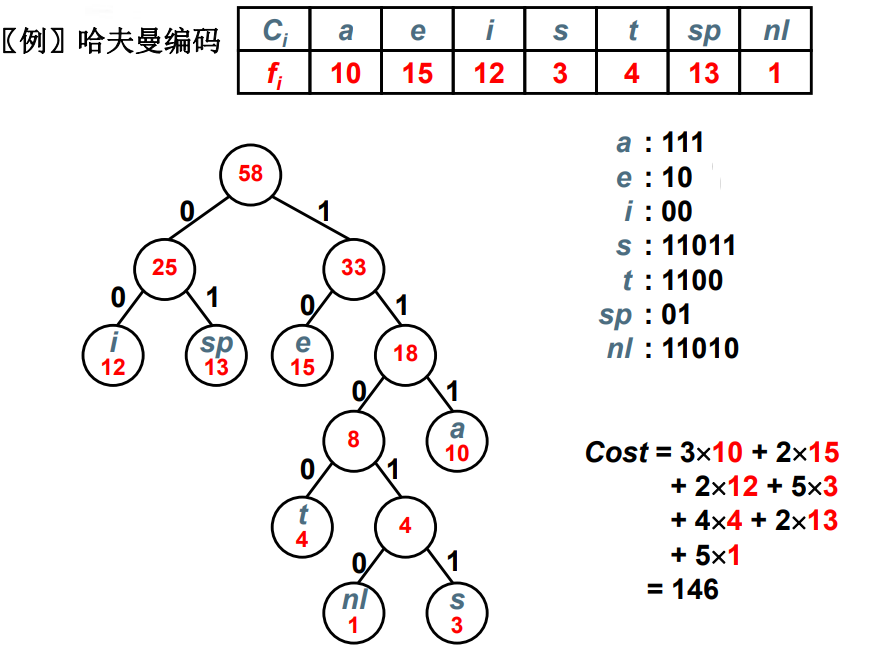 〖例〗哈夫曼编码
Ci a e i s t sp nl
fi 10 15 12 3 4 13 1
58
0 1
25 33
0 1 0 1
i 12 sp 13 e 15 18
0 1
8 a 10
0 1
t 4 4
0 1
nl 1 s 3
a : 111
e : 10
i : 00
s : 11011
t : 1100
sp : 01
nl : 11010
Cost = 3×10 + 2×15
+ 2×12 + 5×3
+ 4×4 + 2×13
+ 5×1
= 146